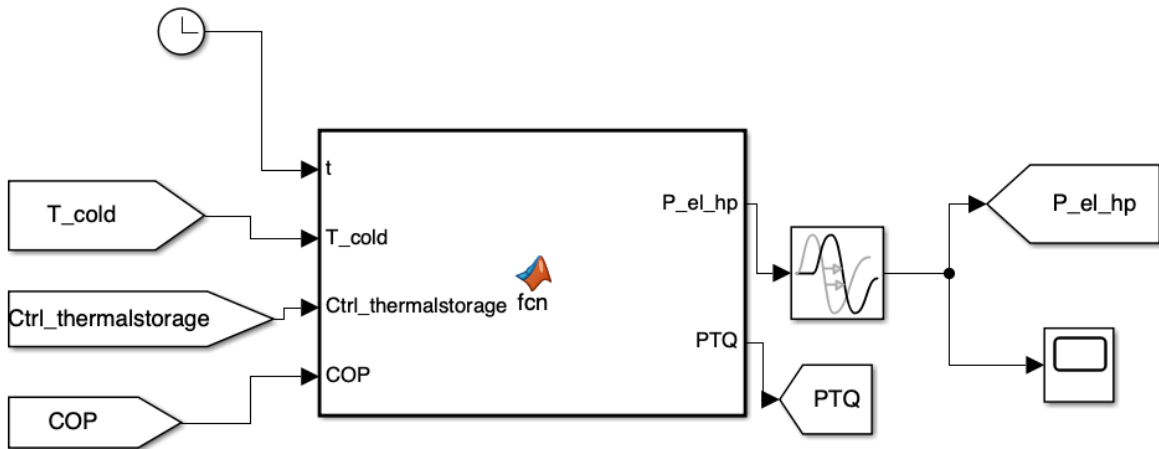 t
T_cold
P_el_hp
P_el_hp
T_cold
Ctrl_thermalstorage
Ctrl_thermalstorage
fcn
PTQ
COP
PTQ
COP